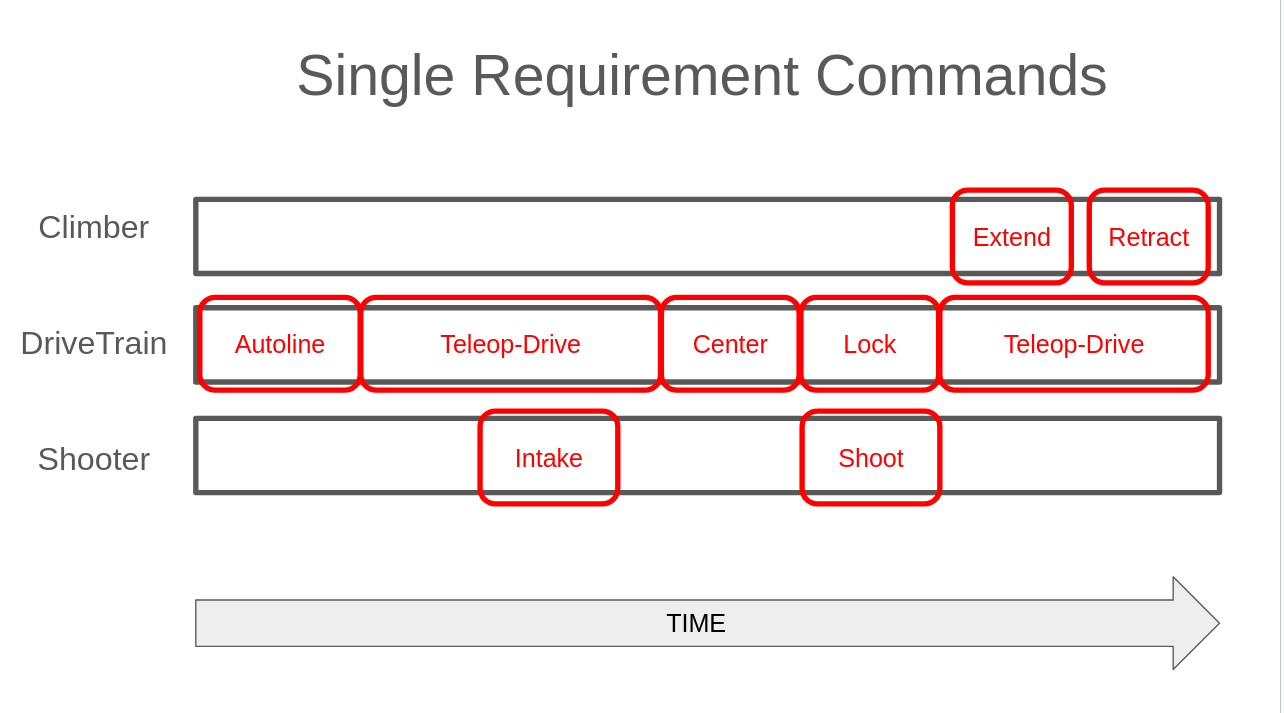 Single Requirement Commands
Climber
Extend
Retract
DriveTrain
Autoline
Teleop-Drive
Center
Lock
Teleop-Drive
Shooter
Intake
Shoot
TIME